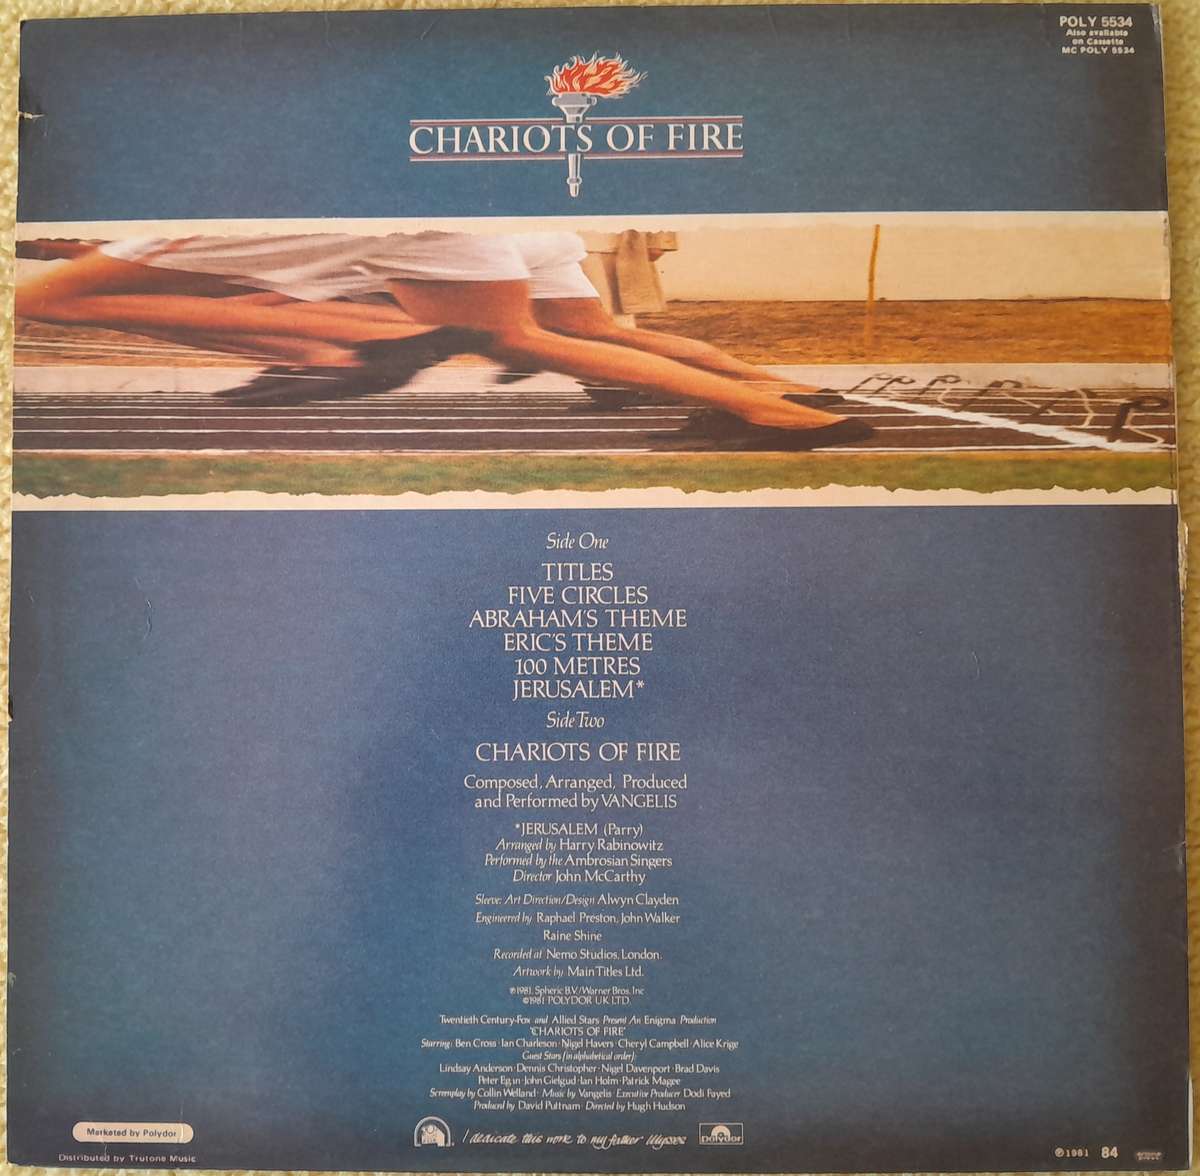 POLY 5534
Also available
on Cassette
MC POLY 5534
CHARIOTS OF FIRE
Side One
TITLES
FIVE CIRCLES
ABRAHAM'S THEME
ERIC'S THEME
100 METRES
JERUSALEM*
Side Two
CHARIOTS OF FIRE
Composed, Arranged, Produced
and Performed by VANGELIS
*JERUSALEM (Parry)
Arranged by Harry Rabinowitz
Performed by the Ambrosian Singers
Director John McCarthy
Sleeve: Art Direction/Design Alwyn Clayden
Engineered by Raphael Preston, John Walker
Raine Shine
Recorded at Nemo Studios, London.
Artwork by Main Titles Ltd.
℗1981, Spheric B.V./Warner Bros. Inc
©1981 POLYDOR UK LTD.
Twentieth Century-Fox and Allied Stars Present An Enigma Production
"CHARIOTS OF FIRE"
Starring: Ben Cross · Ian Charleson · Nigel Havers · Cheryl Campbell · Alice Krige
Guest Stars (in alphabetical order):
Lindsay Anderson · Dennis Christopher · Nigel Davenport · Brad Davis
Peter Egan · John Gielgud · Ian Holm · Patrick Magee
Screenplay by Collin Welland · Music by Vangelis · Executive Producer Dodi Fayed
Produced by David Puttnam · Directed by Hugh Hudson
I dedicate this work to my father Ulysses
polydor
Marketed by Polydor
Distributed by Trutone Music
℗1981 84